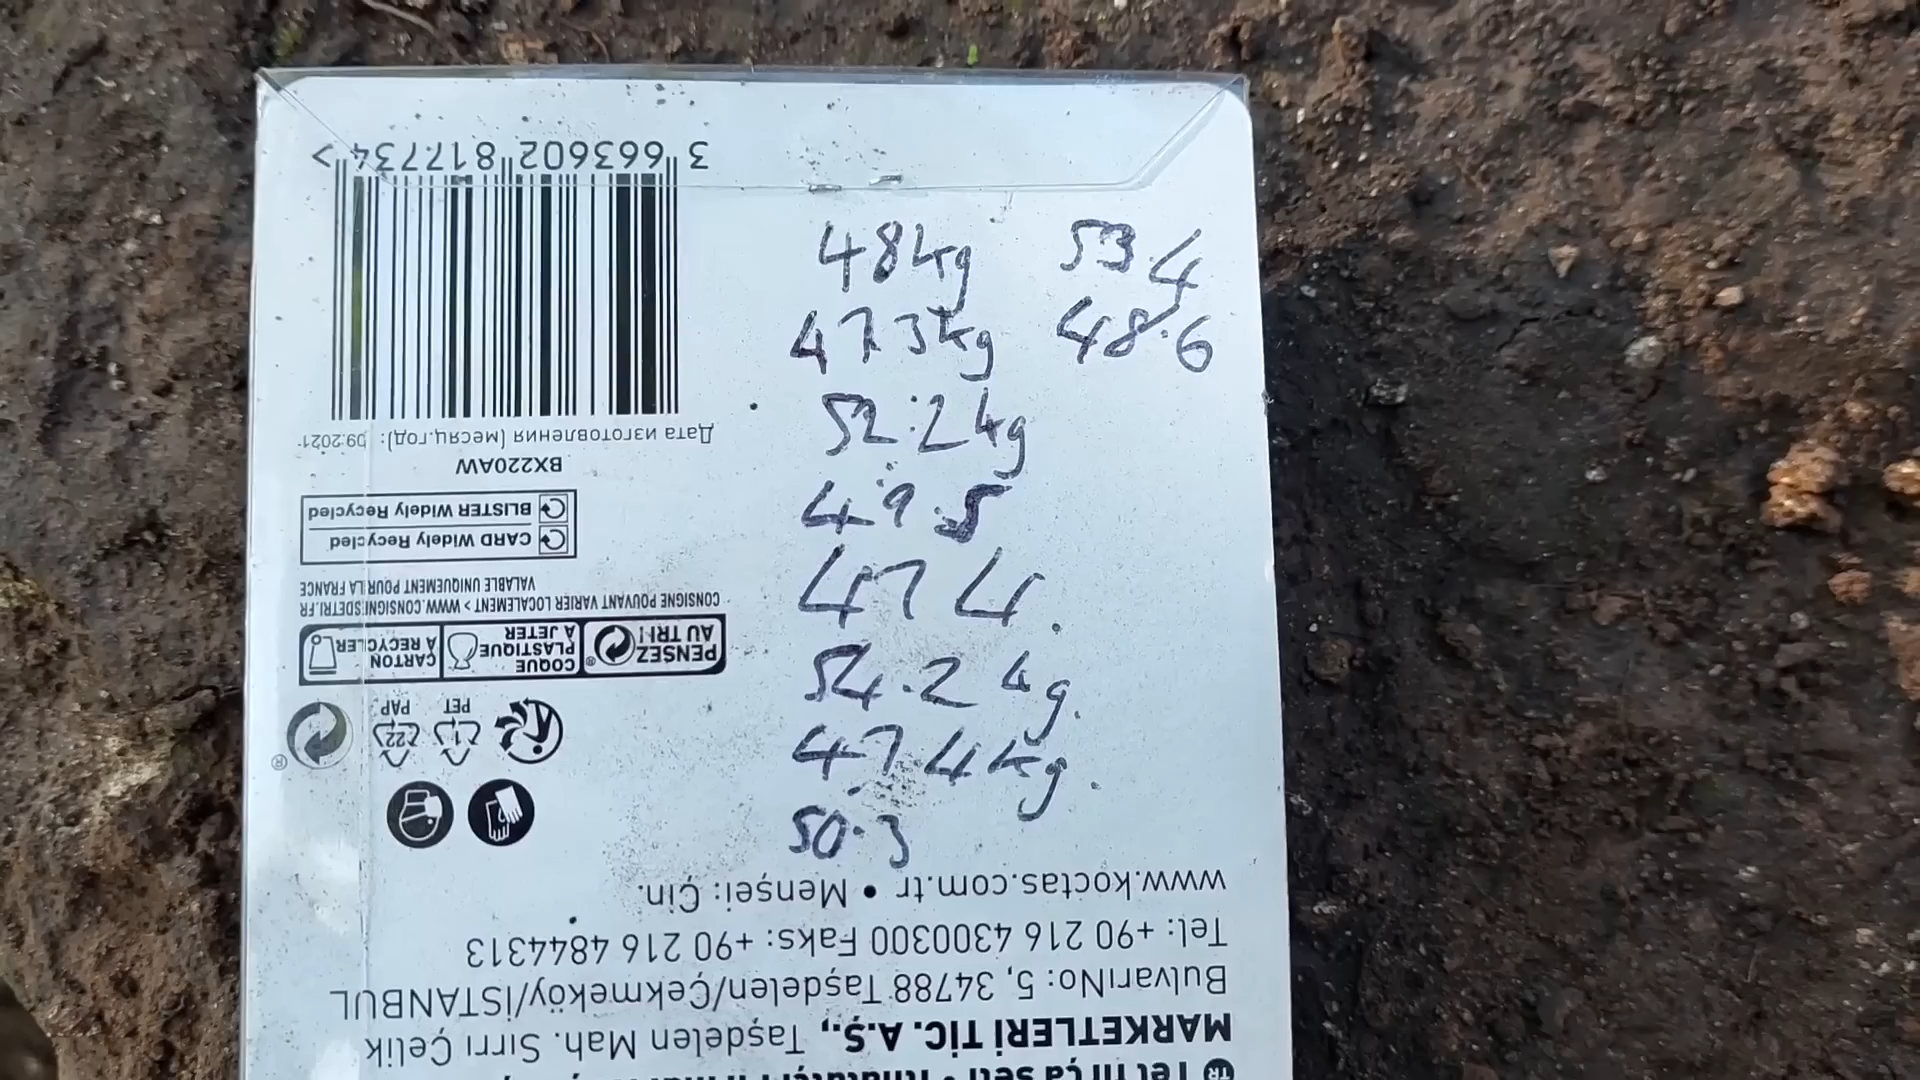 48kg 53.4
47.3kg 48.6
52.2kg
49.5
47 4.
54.2 kg.
47.4kg.
50.3
MARKETLERİ TİC. A.Ş., Taşdelen Mah. Sırrı Çelik
BulvarıNo: 5, 34788 Taşdelen/Çekmeköy/İSTANBUL
Tel: +90 216 4300300 Faks: +90 216 4844313
www.koctas.com.tr • Menşei: Çin.
PET
1
PAP
22
PENSEZ AU TRI !
COQUE PLASTIQUE À JETER
CARTON À RECYCLER
CONSIGNE POUVANT VARIER LOCALEMENT > WWW.CONSIGNESDETRI.FR
VALABLE UNIQUEMENT POUR LA FRANCE
CARD Widely Recycled
BLISTER Widely Recycled
BX220AW
Дата изготовления (месяц.год): 09.2021
3 663602 817734 >